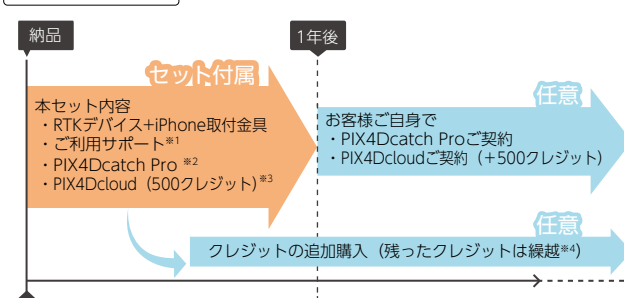 納品
1年後
セット付属
本セット内容
・RTKデバイス+iPhone取付金具
・ご利用サポート※1
・PIX4Dcatch Pro ※2
・PIX4Dcloud（500クレジット）※3
任意
お客様ご自身で
・PIX4Dcatch Proご契約
・PIX4Dcloudご契約（+500クレジット）
任意
クレジットの追加購入（残ったクレジットは繰越※4）